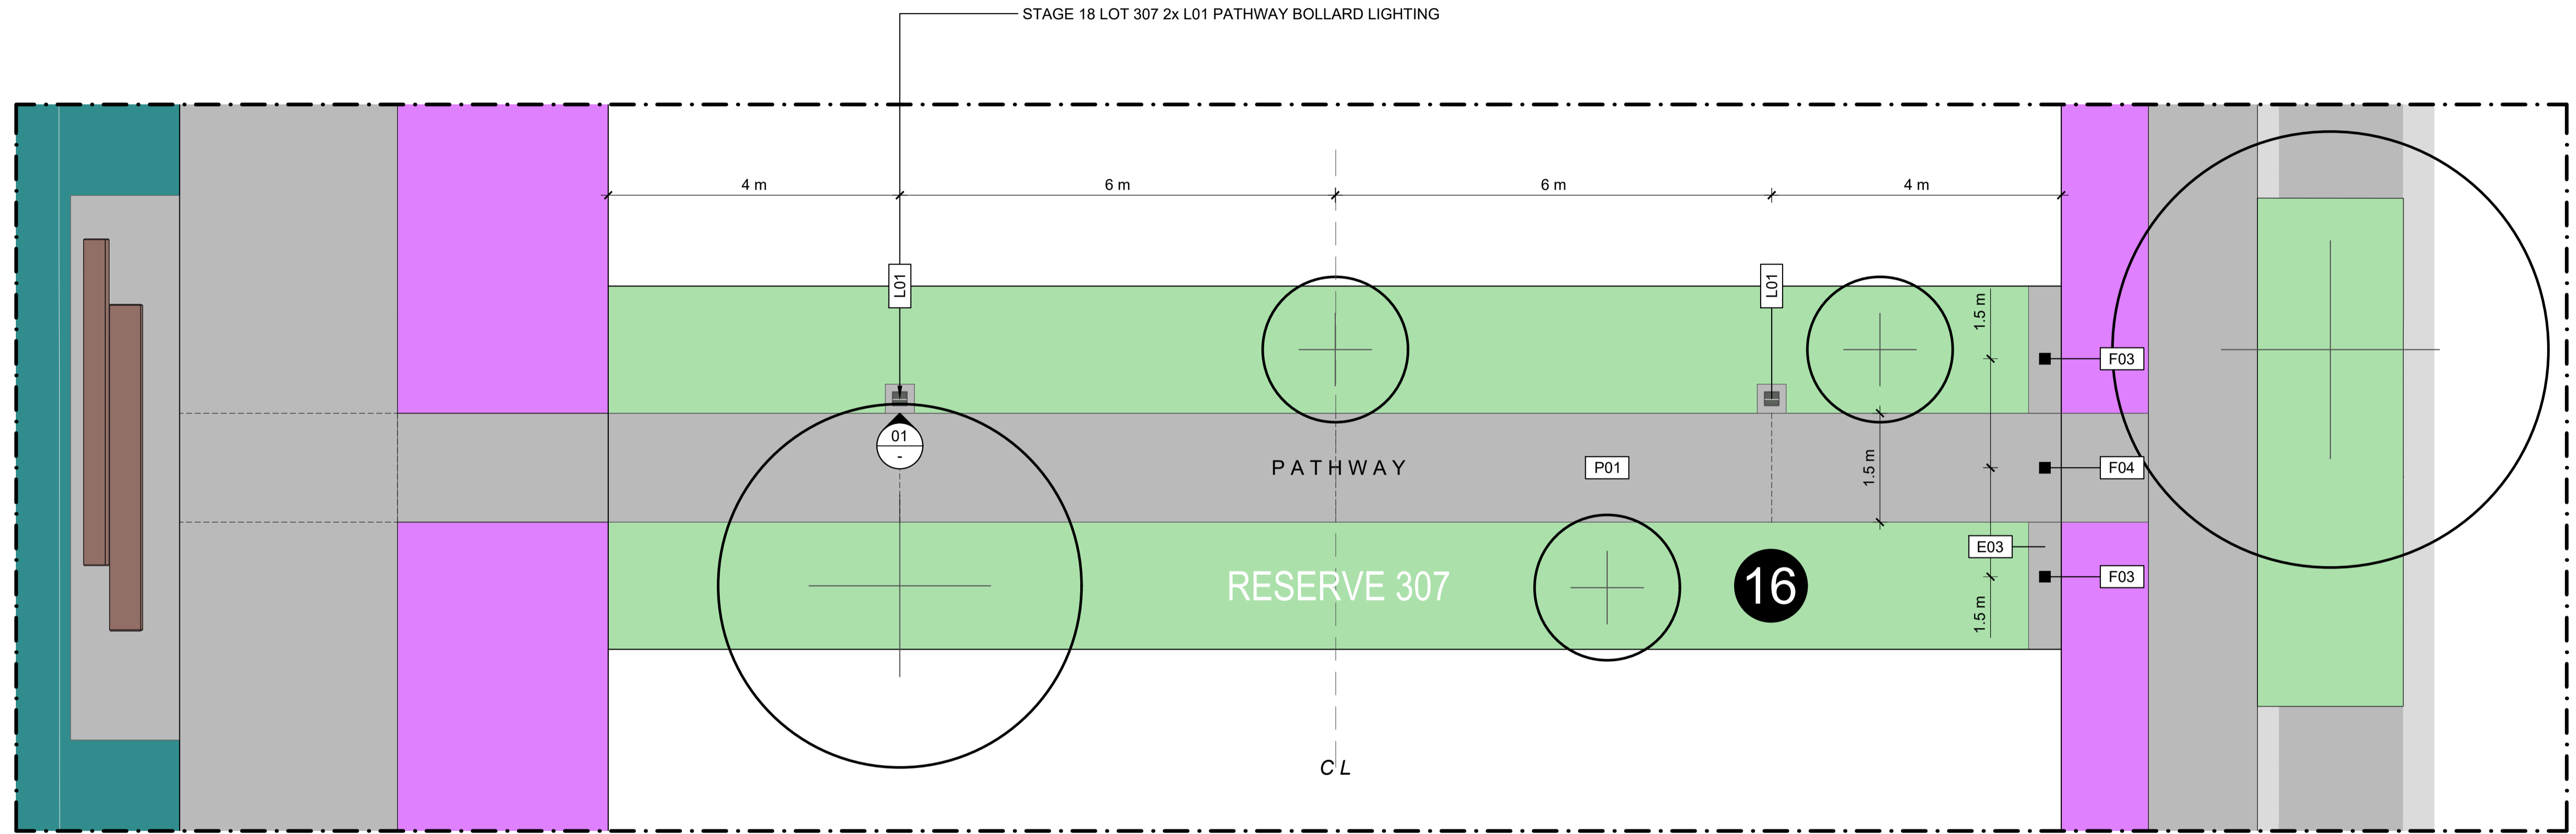 STAGE 18 LOT 307 2x L01 PATHWAY BOLLARD LIGHTING
4 m
6 m
6 m
4 m
L01
L01
1.5 m
F03
01
-
PATHWAY
P01
1.5 m
F04
E03
F03
RESERVE 307
16
1.5 m
CL